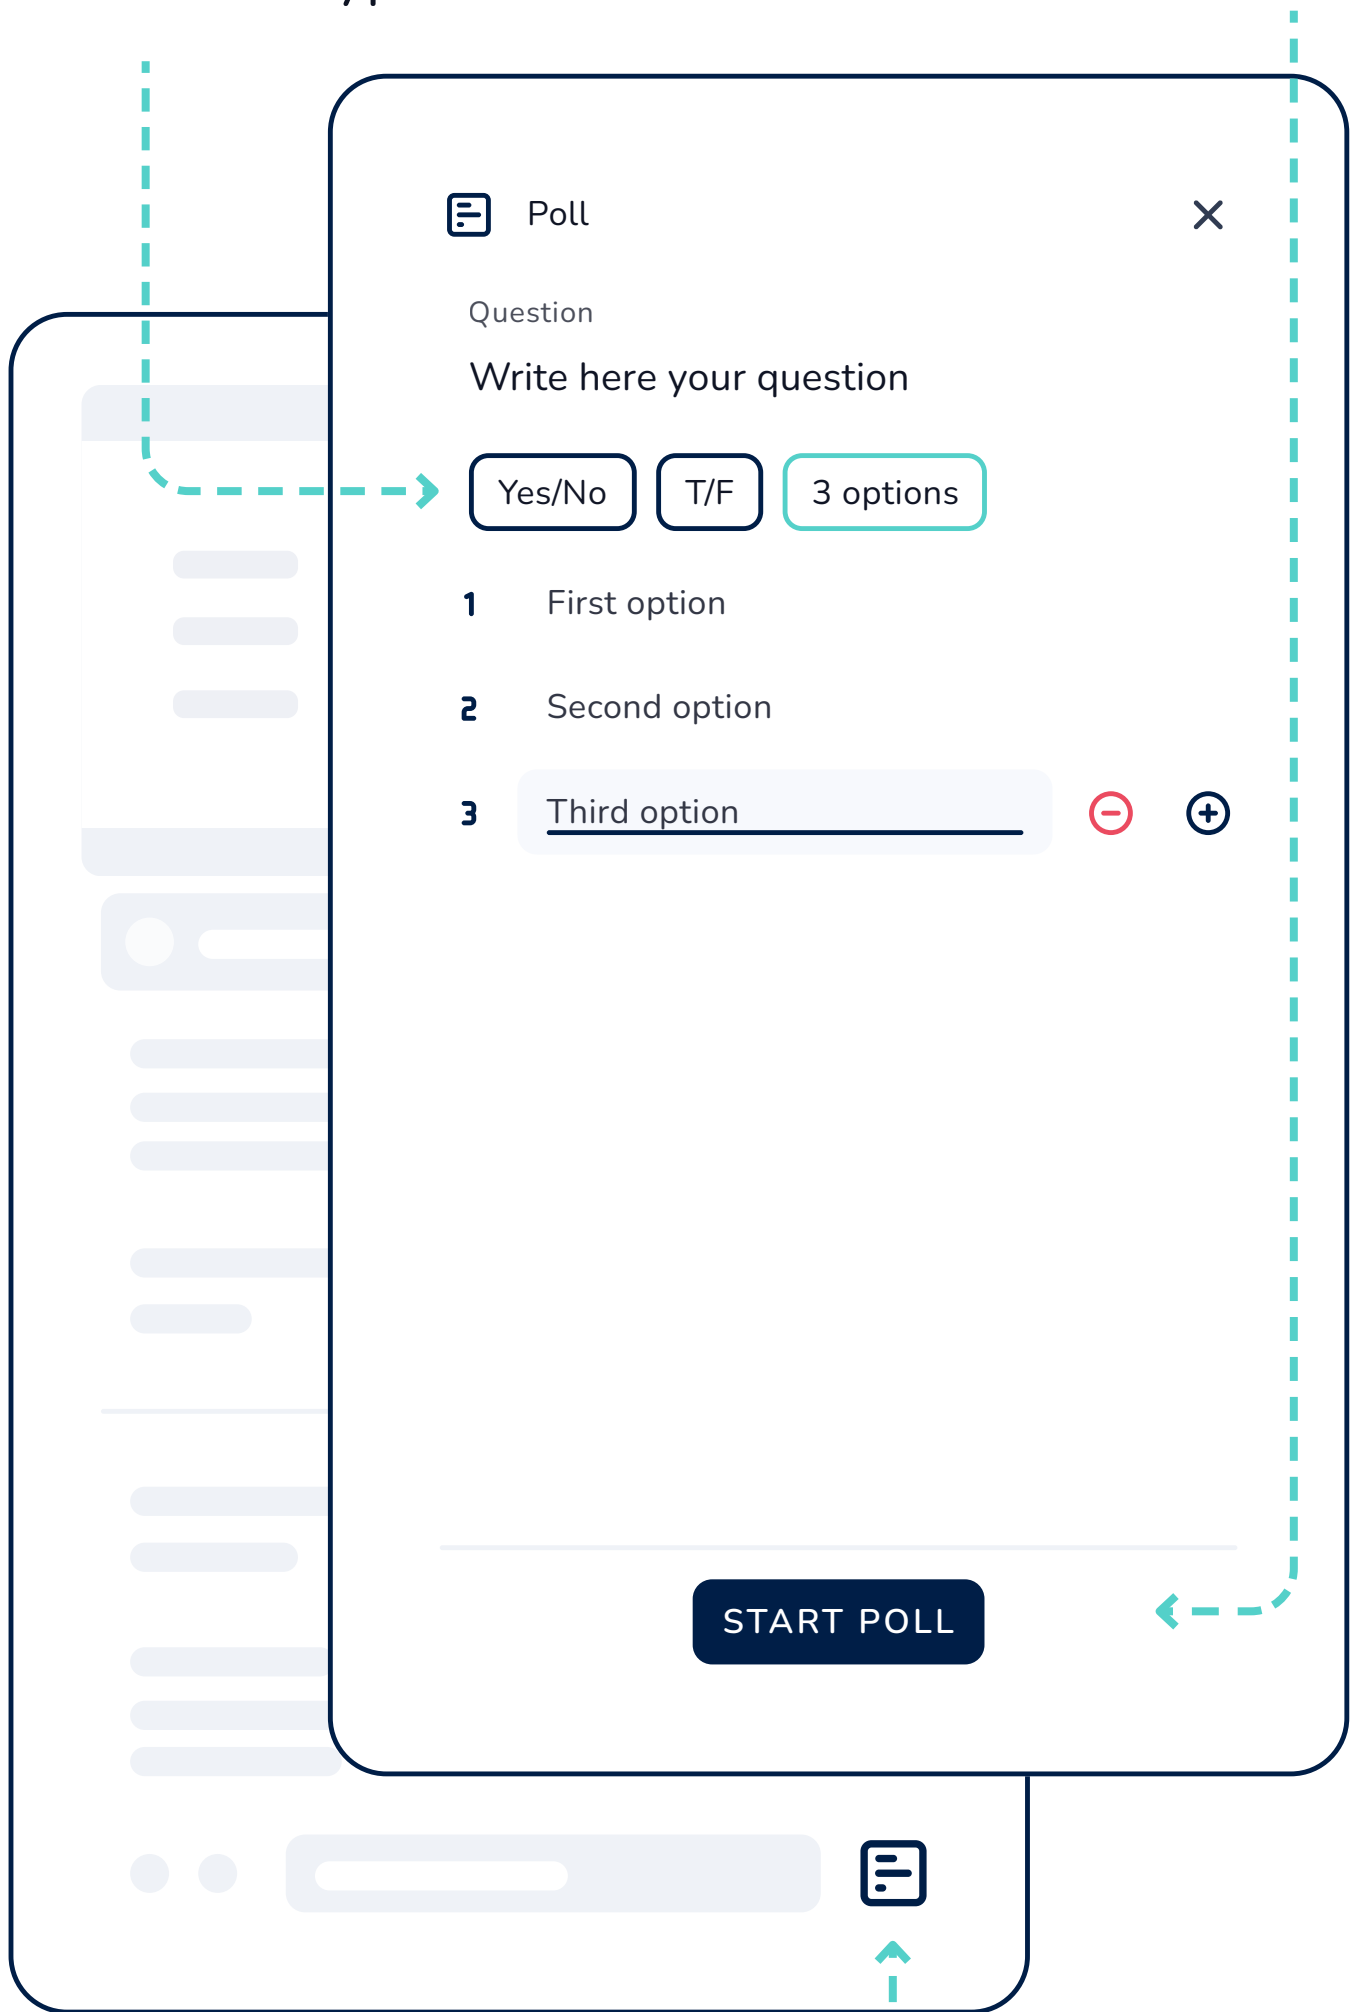 Poll
Question
Write here your question
Yes/No T/F 3 options
1 First option
2 Second option
3 Third option
START POLL